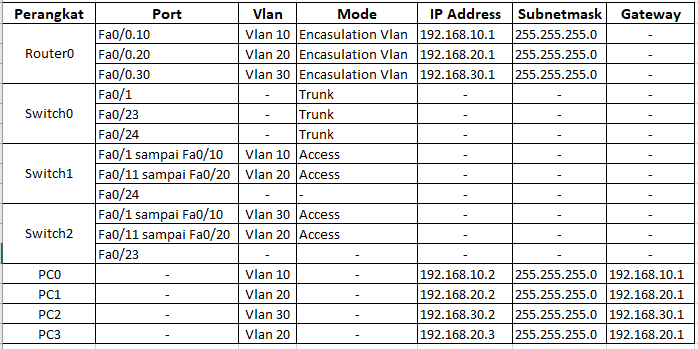 Perangkat Port Vlan Mode IP Address Subnetmask Gateway
Router0 Fa0/0.10 Vlan 10 Encasulation Vlan 192.168.10.1 255.255.255.0 -
Fa0/0.20 Vlan 20 Encasulation Vlan 192.168.20.1 255.255.255.0 -
Fa0/0.30 Vlan 30 Encasulation Vlan 192.168.30.1 255.255.255.0 -
Switch0 Fa0/1 - Trunk - - -
Fa0/23 - Trunk - - -
Fa0/24 - Trunk - - -
Switch1 Fa0/1 sampai Fa0/10 Vlan 10 Access - - -
Fa0/11 sampai Fa0/20 Vlan 20 Access - - -
Fa0/24 - - - - -
Switch2 Fa0/1 sampai Fa0/10 Vlan 30 Access - - -
Fa0/11 sampai Fa0/20 Vlan 20 Access - - -
Fa0/23 - - - - -
PC0 - Vlan 10 192.168.10.2 255.255.255.0 192.168.10.1
PC1 - Vlan 20 192.168.20.2 255.255.255.0 192.168.20.1
PC2 - Vlan 30 192.168.30.2 255.255.255.0 192.168.30.1
PC3 - Vlan 20 192.168.20.3 255.255.255.0 192.168.20.1